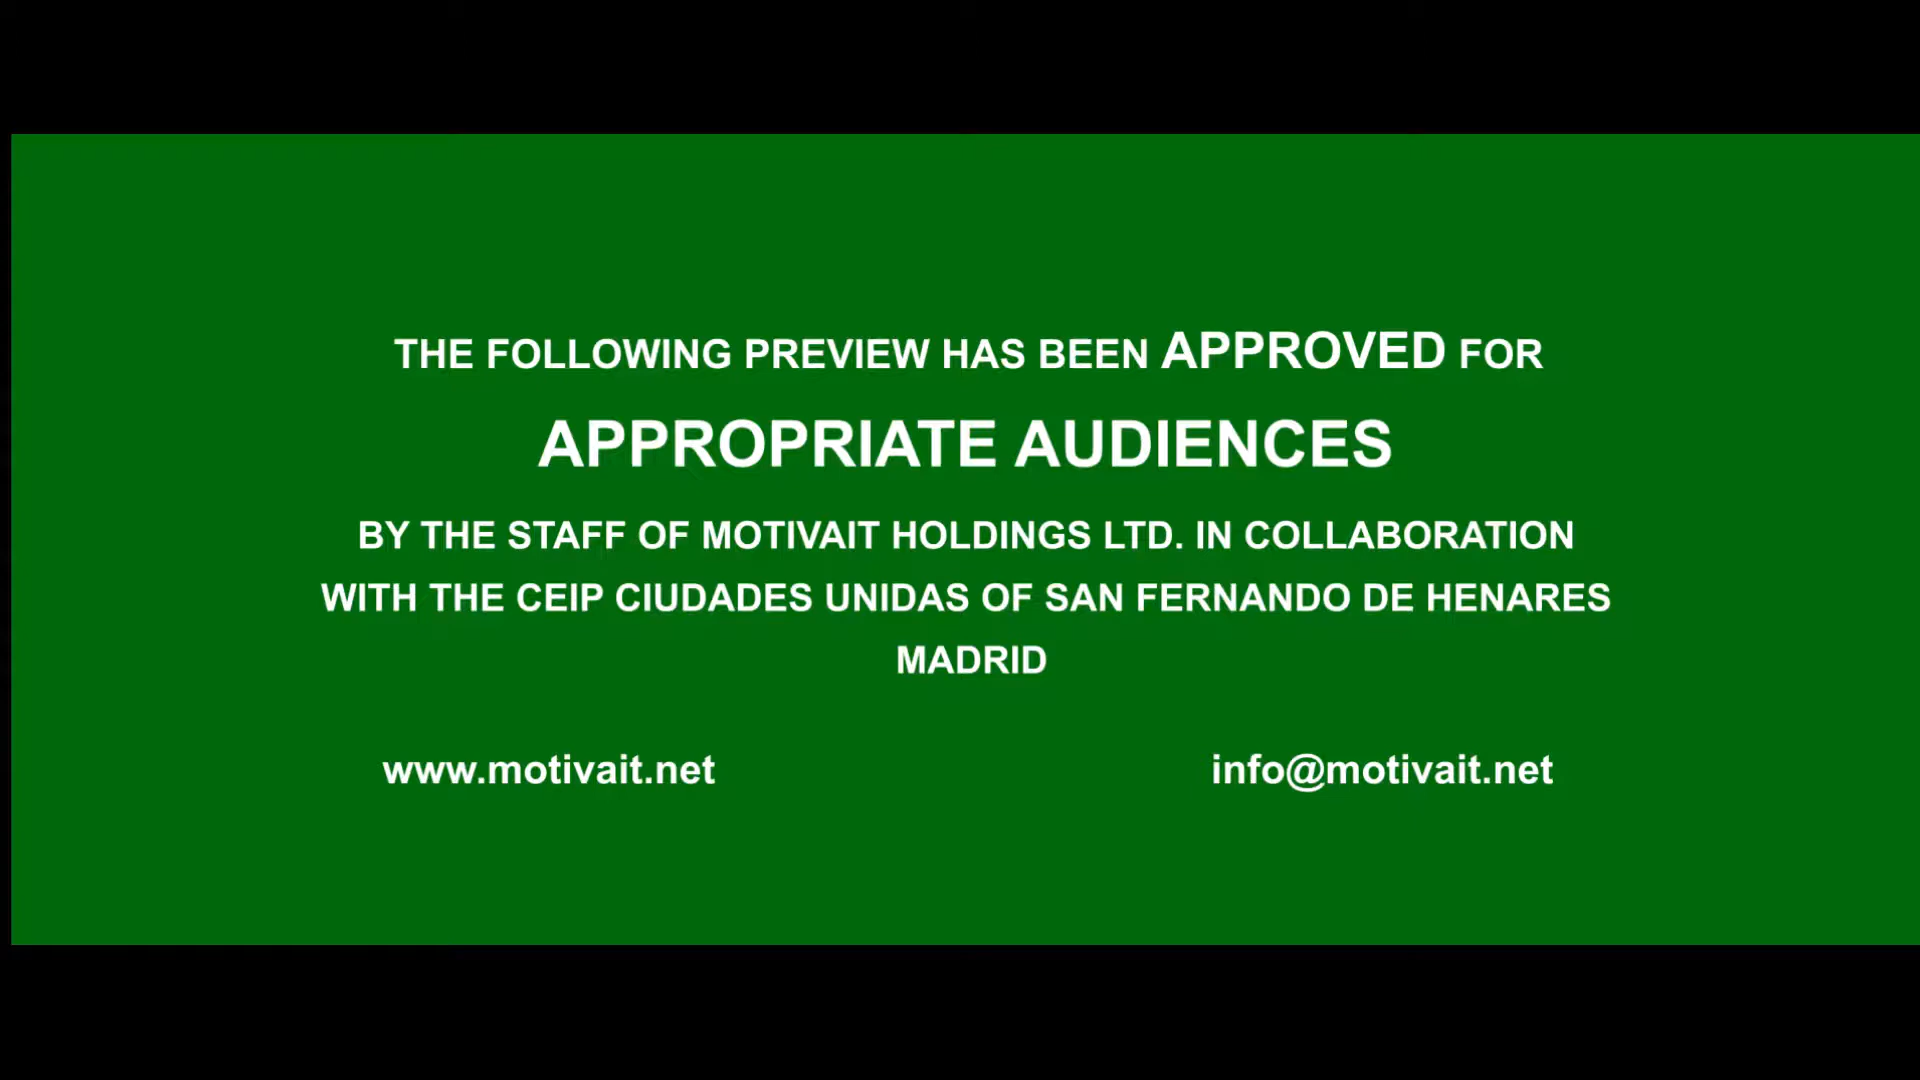 THE FOLLOWING PREVIEW HAS BEEN APPROVED FOR
APPROPRIATE AUDIENCES
BY THE STAFF OF MOTIVAIT HOLDINGS LTD. IN COLLABORATION
WITH THE CEIP CIUDADES UNIDAS OF SAN FERNANDO DE HENARES
MADRID
www.motivait.net info@motivait.net